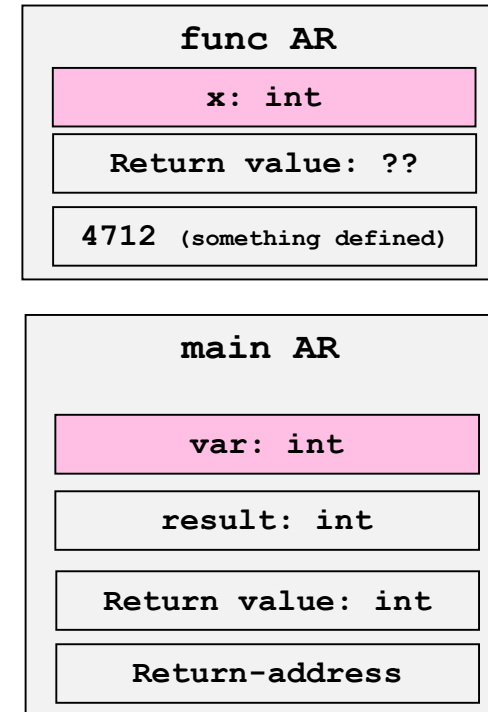 func AR
x: int
Return value: ??
4712 (something defined)
main AR
var: int
result: int
Return value: int
Return-address